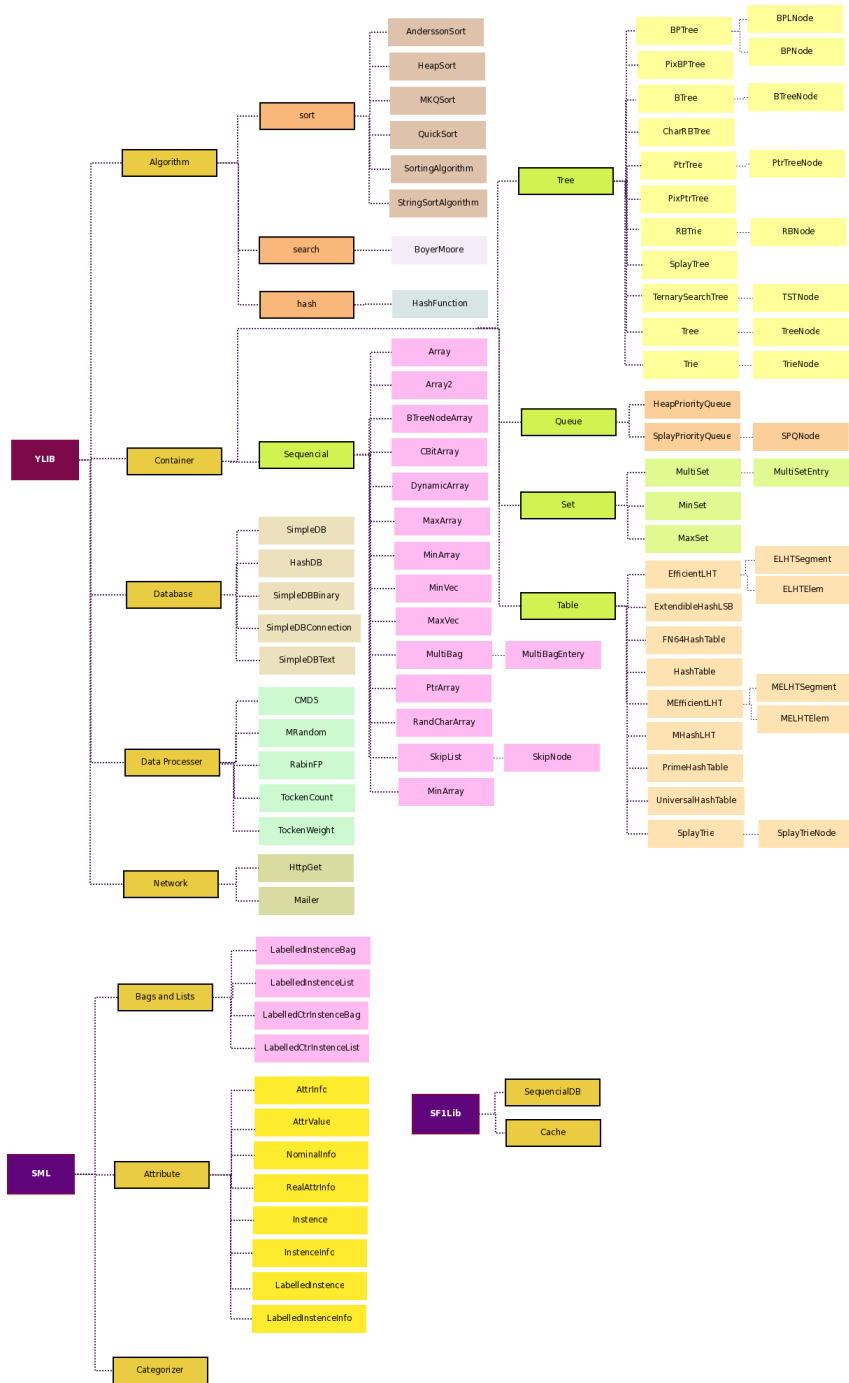 YLIB
Algorithm
sort
AnderssonSort
HeapSort
MKQSort
QuickSort
SortingAlgorithm
StringSortAlgorithm
search
BoyerMoore
hash
HashFunction
Container
Sequencial
Array
Array2
BTreeNodeArray
CBitArray
DynamicArray
MaxArray
MinArray
MinVec
MaxVec
MultiBag
MultiBagEntery
PtrArray
RandCharArray
SkipList
SkipNode
MinArray
Tree
BPTree
BPLNode
BPNode
PixBPTree
BTree
BTreeNode
CharRBTree
PtrTree
PtrTreeNode
PixPtrTree
RBTrie
RBNode
SplayTree
TernarySearchTree
TSTNode
Tree
TreeNode
Trie
TrieNode
Queue
HeapPriorityQueue
SplayPriorityQueue
SPQNode
Set
MultiSet
MultiSetEntry
MinSet
MaxSet
Table
EfficientLHT
ELHTSegment
ELHTElem
ExtendibleHashLSB
FN64HashTable
HashTable
MEfficientLHT
MELHTSegment
MELHTElem
MHashLHT
PrimeHashTable
UniversalHashTable
SplayTrie
SplayTrieNode
Database
SimpleDB
HashDB
SimpleDBBinary
SimpleDBConnection
SimpleDBText
Data Processer
CMD5
MRandom
RabinFP
TockenCount
TockenWeight
Network
HttpGet
Mailer
SML
Bags and Lists
LabelledInstenceBag
LabelledInstenceList
LabelledCtrInstenceBag
LabelledCtrInstenceList
Attribute
AttrInfo
AttrValue
NominalInfo
RealAttrInfo
Instence
InstenceInfo
LabelledInstence
LabelledInstenceInfo
Categorizer
SF1Lib
SequencialDB
Cache